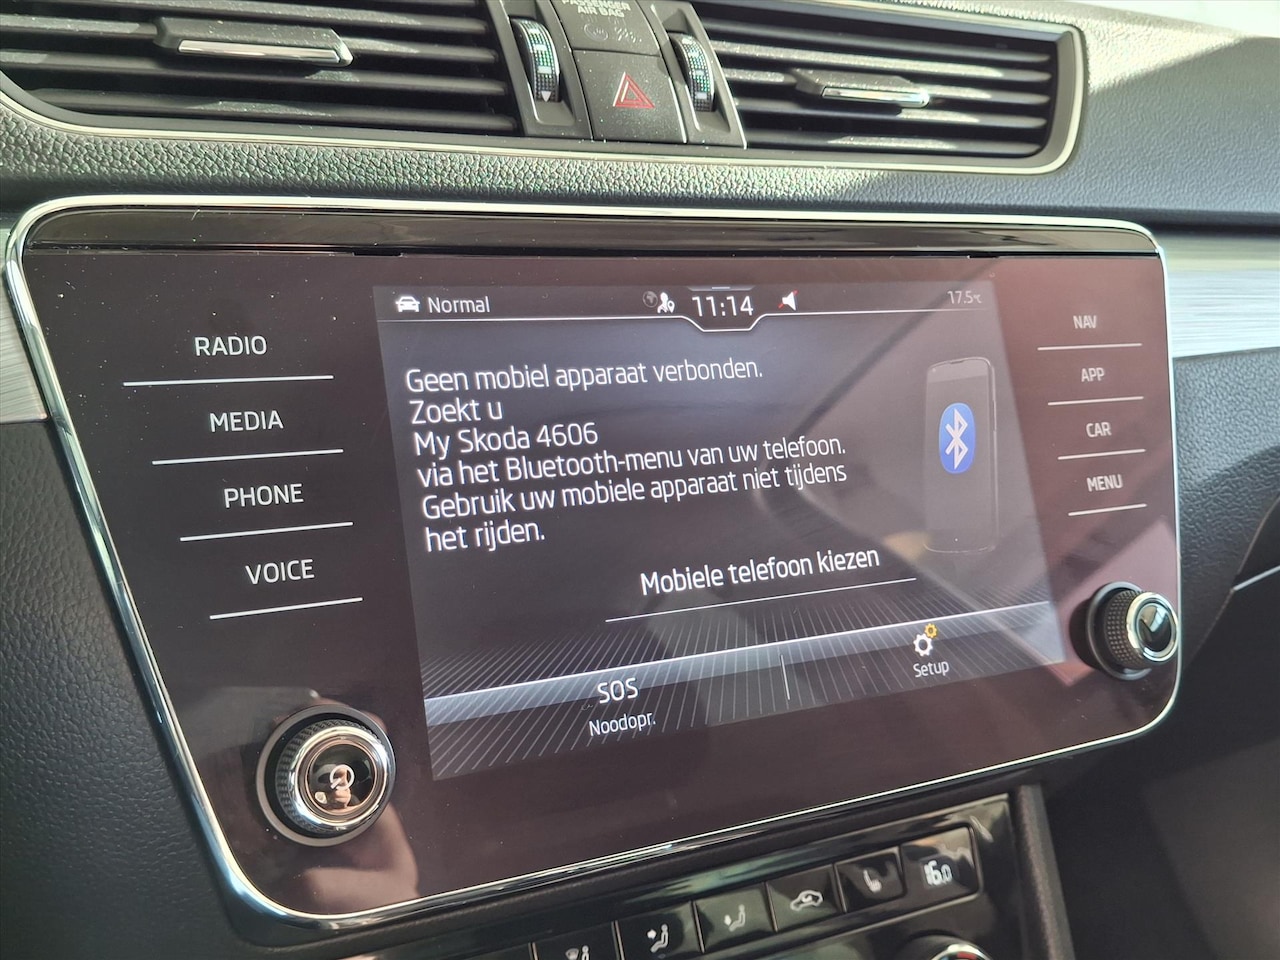 PASSENGER
AIR BAG
Normal
11:14
17.5°C
RADIO
MEDIA
PHONE
VOICE
Geen mobiel apparaat verbonden.
Zoekt u
My Skoda 4606
via het Bluetooth-menu van uw telefoon.
Gebruik uw mobiele apparaat niet tijdens
het rijden.
Mobiele telefoon kiezen
SOS
Noodopr.
Setup
NAV
APP
CAR
MENU